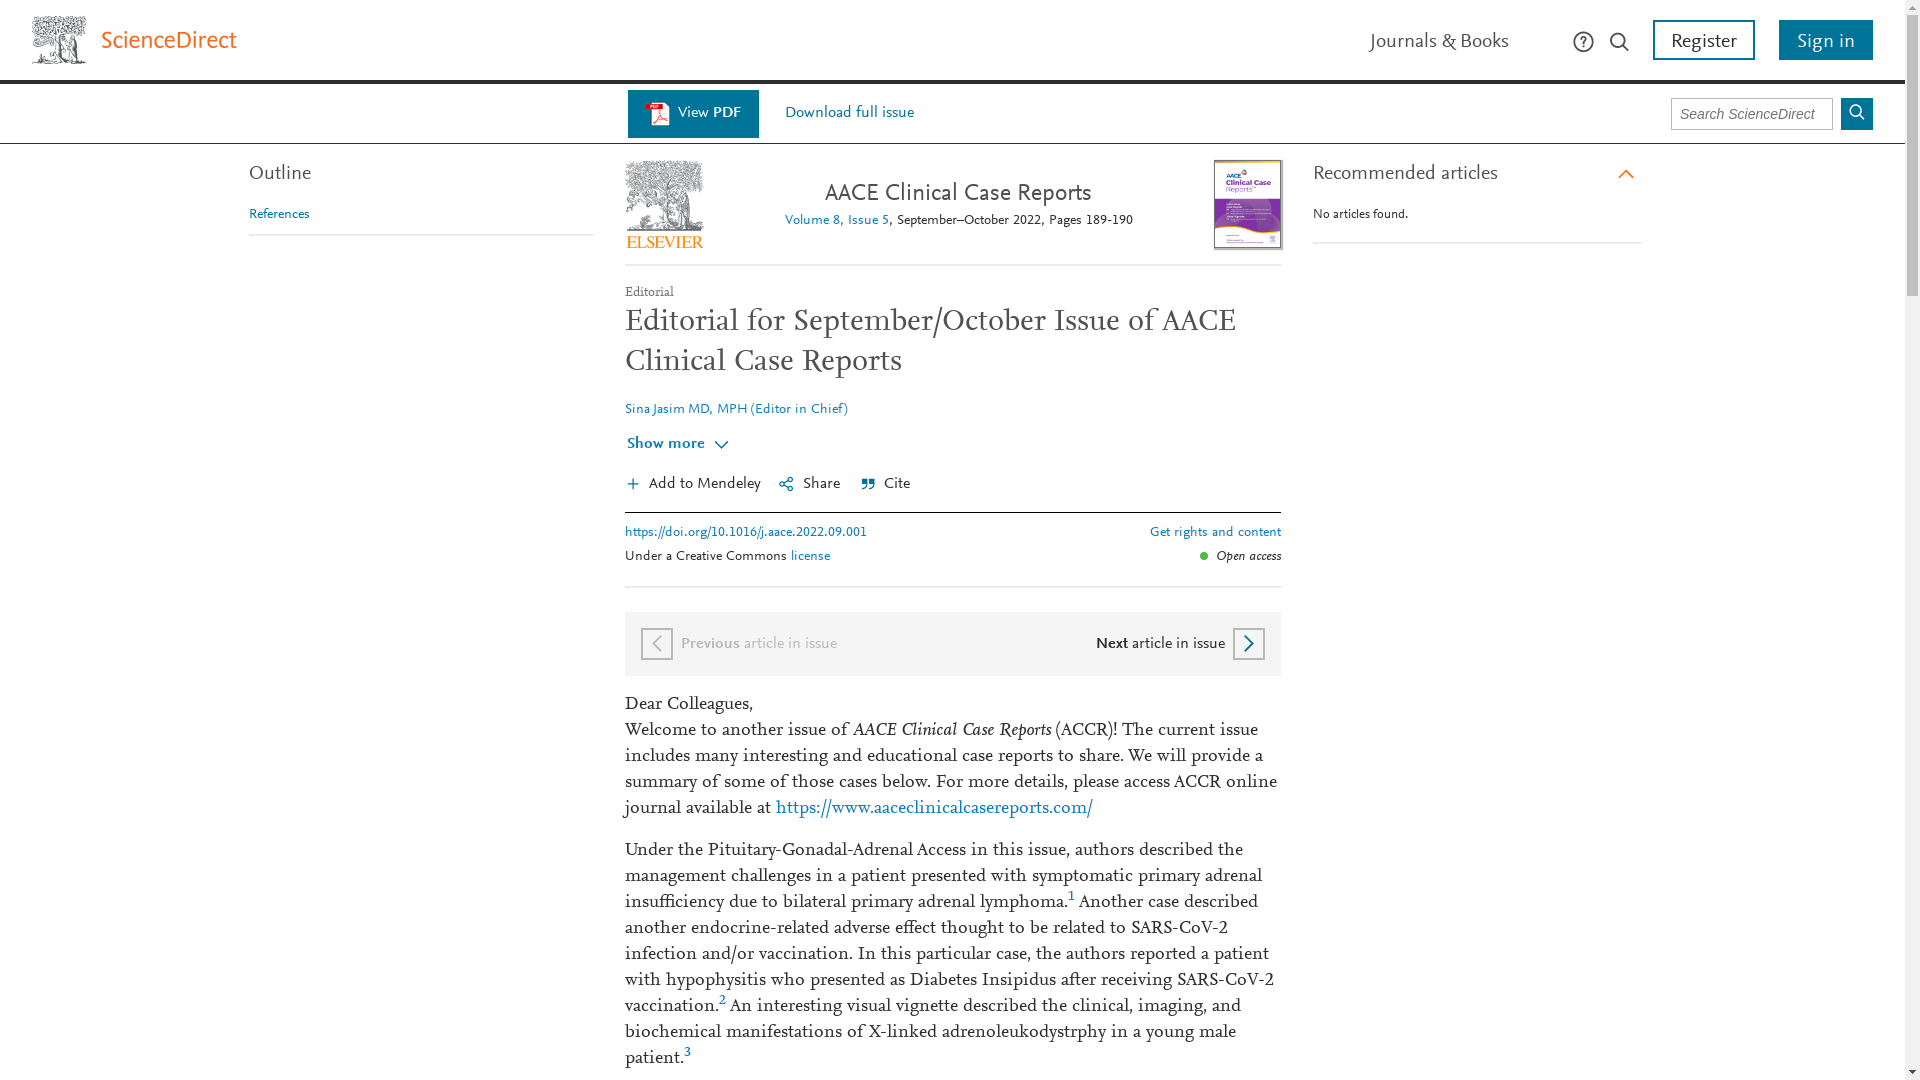 ScienceDirect
Journals & Books
Register
Sign in
View PDF
Download full issue
Search ScienceDirect
Outline
References
ELSEVIER
AACE Clinical Case Reports
Volume 8, Issue 5, September–October 2022, Pages 189-190
AACE
Clinical Case
Reports
Recommended articles
No articles found.
Editorial
Editorial for September/October Issue of AACE
Clinical Case Reports
Sina Jasim MD, MPH (Editor in Chief)
Show more
Add to Mendeley
Share
Cite
https://doi.org/10.1016/j.aace.2022.09.001
Get rights and content
Under a Creative Commons license
Open access
Previous article in issue
Next article in issue
Dear Colleagues,
Welcome to another issue of AACE Clinical Case Reports (ACCR)! The current issue
includes many interesting and educational case reports to share. We will provide a
summary of some of those cases below. For more details, please access ACCR online
journal available at https://www.aaceclinicalcasereports.com/
Under the Pituitary-Gonadal-Adrenal Access in this issue, authors described the
management challenges in a patient presented with symptomatic primary adrenal
insufficiency due to bilateral primary adrenal lymphoma.1 Another case described
another endocrine-related adverse effect thought to be related to SARS-CoV-2
infection and/or vaccination. In this particular case, the authors reported a patient
with hypophysitis who presented as Diabetes Insipidus after receiving SARS-CoV-2
vaccination.2 An interesting visual vignette described the clinical, imaging, and
biochemical manifestations of X-linked adrenoleukodystrphy in a young male
patient.3